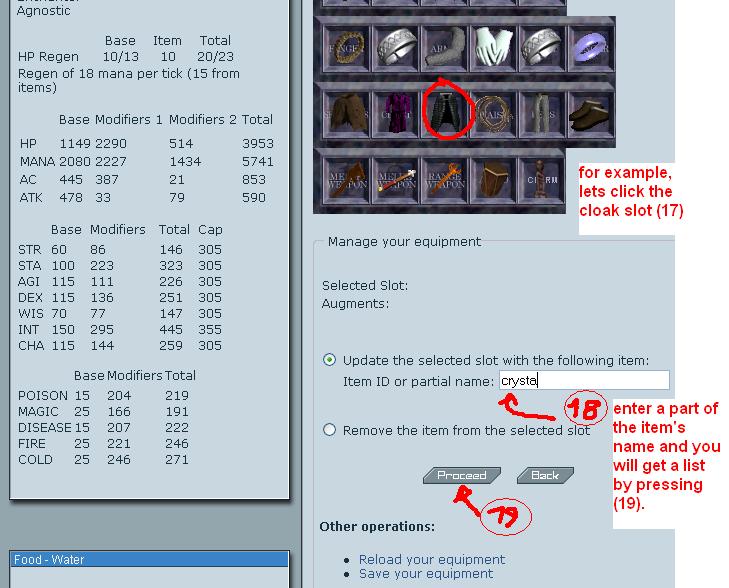 Agnostic
Base Item Total
HP Regen 10/13 10 20/23
Regen of 18 mana per tick (15 from
items)
Base Modifiers 1 Modifiers 2 Total
HP 1149 2290 514 3953
MANA 2080 2227 1434 5741
AC 445 387 21 853
ATK 478 33 79 590
Base Modifiers Total Cap
STR 60 86 146 305
STA 100 223 323 305
AGI 115 111 226 305
DEX 115 136 251 305
WIS 70 77 147 305
INT 150 295 445 355
CHA 115 144 259 305
Base Modifiers Total
POISON 15 204 219
MAGIC 25 166 191
DISEASE 15 207 222
FIRE 25 221 246
COLD 25 246 271
Food - Water
RANGE
WEAPON
WEAPON
WEAPON
for example,
lets click the
cloak slot (17)
Manage your equipment
Selected Slot:
Augments:
Update the selected slot with the following item:
Item ID or partial name: crysta
18
enter a part of
the item's
name and you
will get a list
by pressing
(19).
Remove the item from the selected slot
Proceed Back
19
Other operations:
Reload your equipment
Save your equipment